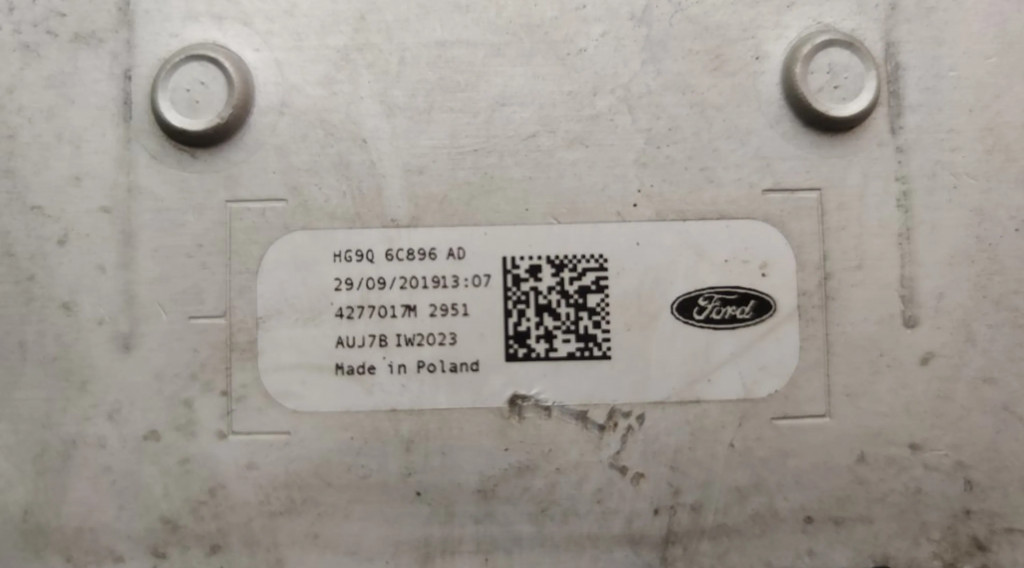 HG9Q 6C896 AD
29/09/201913:07
4277017M 2951
AUJ7B IW2023
Made in Poland
Ford